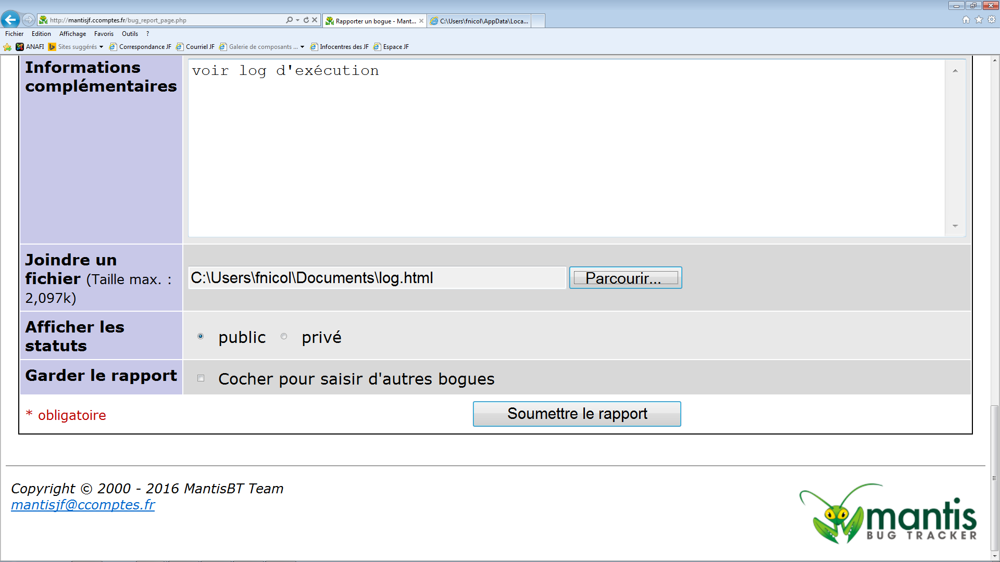 http://mantisjf.ccomptes.fr/bug_report_page.php
Rapporter un bogue - Mant...
C:\Users\fnicol\AppData\Loca...
Fichier Edition Affichage Favoris Outils ?
ANAFI Sites suggérés Correspondance JF Courriel JF Galerie de composants ... Infocentres des JF Espace JF
Informations
complémentaires
voir log d'exécution
Joindre un
fichier (Taille max. :
2,097k)
C:\Users\fnicol\Documents\log.html
Parcourir...
Afficher les
statuts
public privé
Garder le rapport
Cocher pour saisir d'autres bogues
* obligatoire
Soumettre le rapport
Copyright © 2000 - 2016 MantisBT Team
mantisjf@ccomptes.fr
mantis
BUG TRACKER